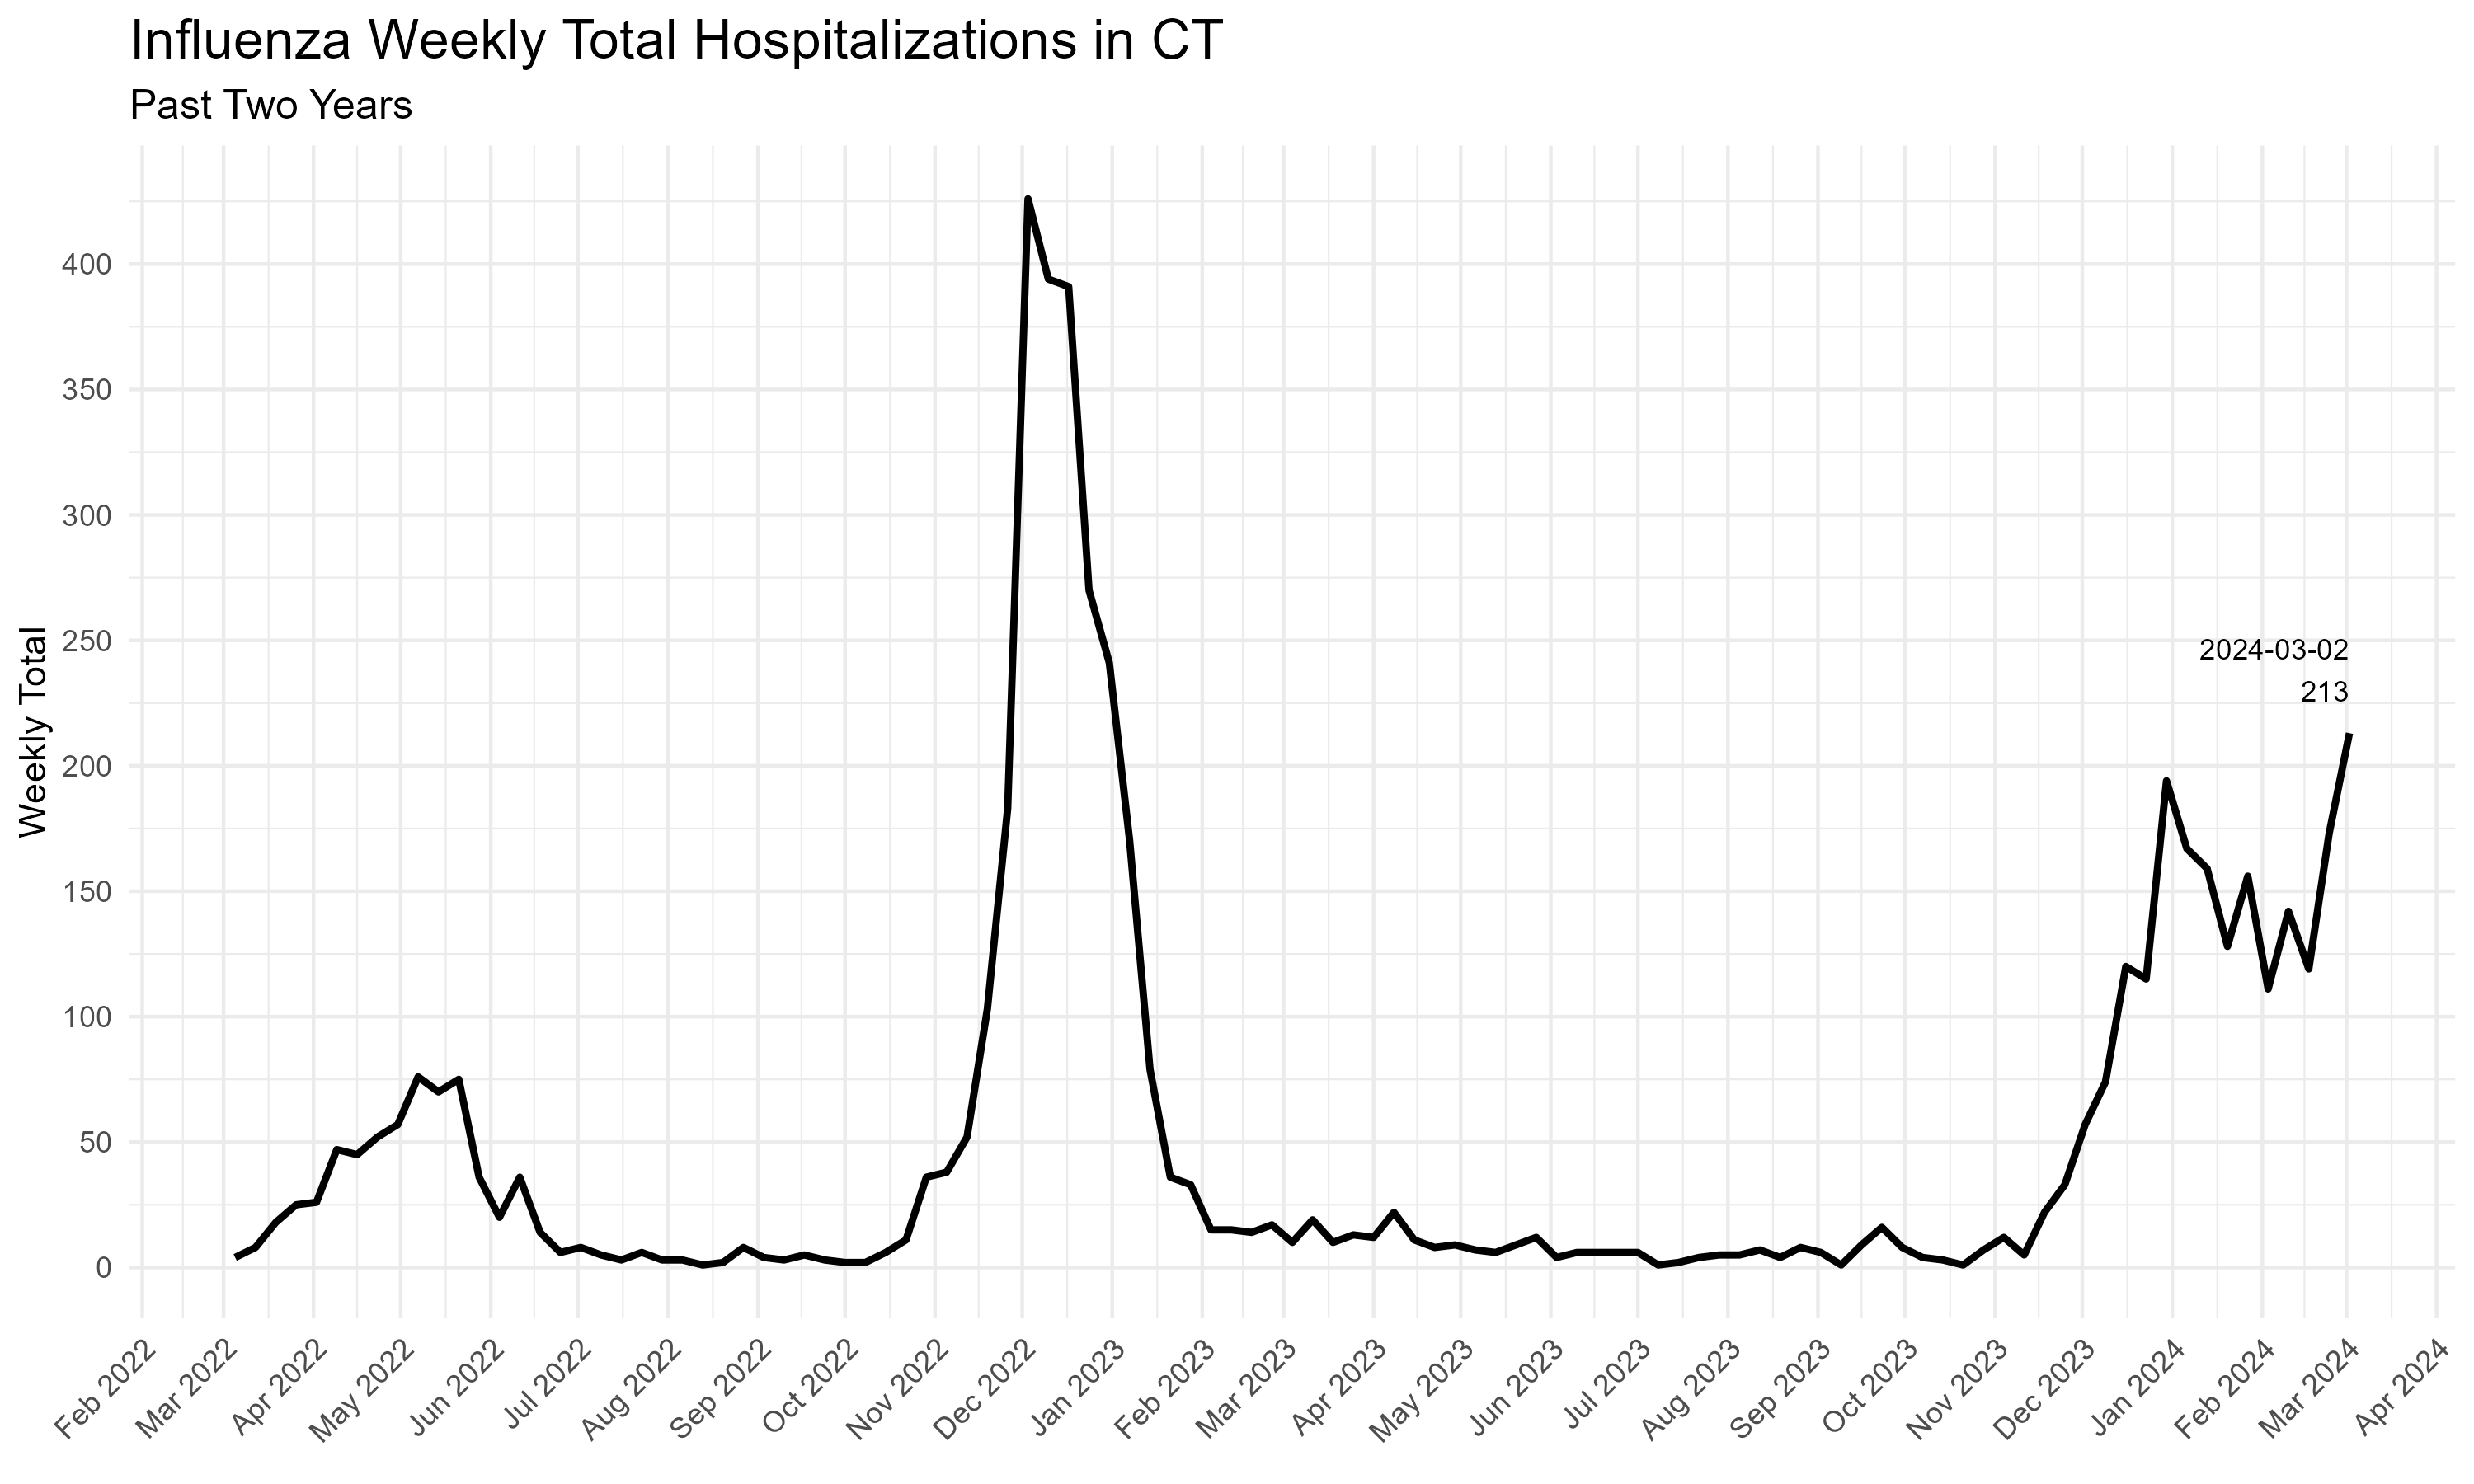 Influenza Weekly Total Hospitalizations in CT
Past Two Years
Weekly Total
400
350
300
250
200
150
100
50
0
2024-03-02
213
Feb 2022
Mar 2022
Apr 2022
May 2022
Jun 2022
Jul 2022
Aug 2022
Sep 2022
Oct 2022
Nov 2022
Dec 2022
Jan 2023
Feb 2023
Mar 2023
Apr 2023
May 2023
Jun 2023
Jul 2023
Aug 2023
Sep 2023
Oct 2023
Nov 2023
Dec 2023
Jan 2024
Feb 2024
Mar 2024
Apr 2024